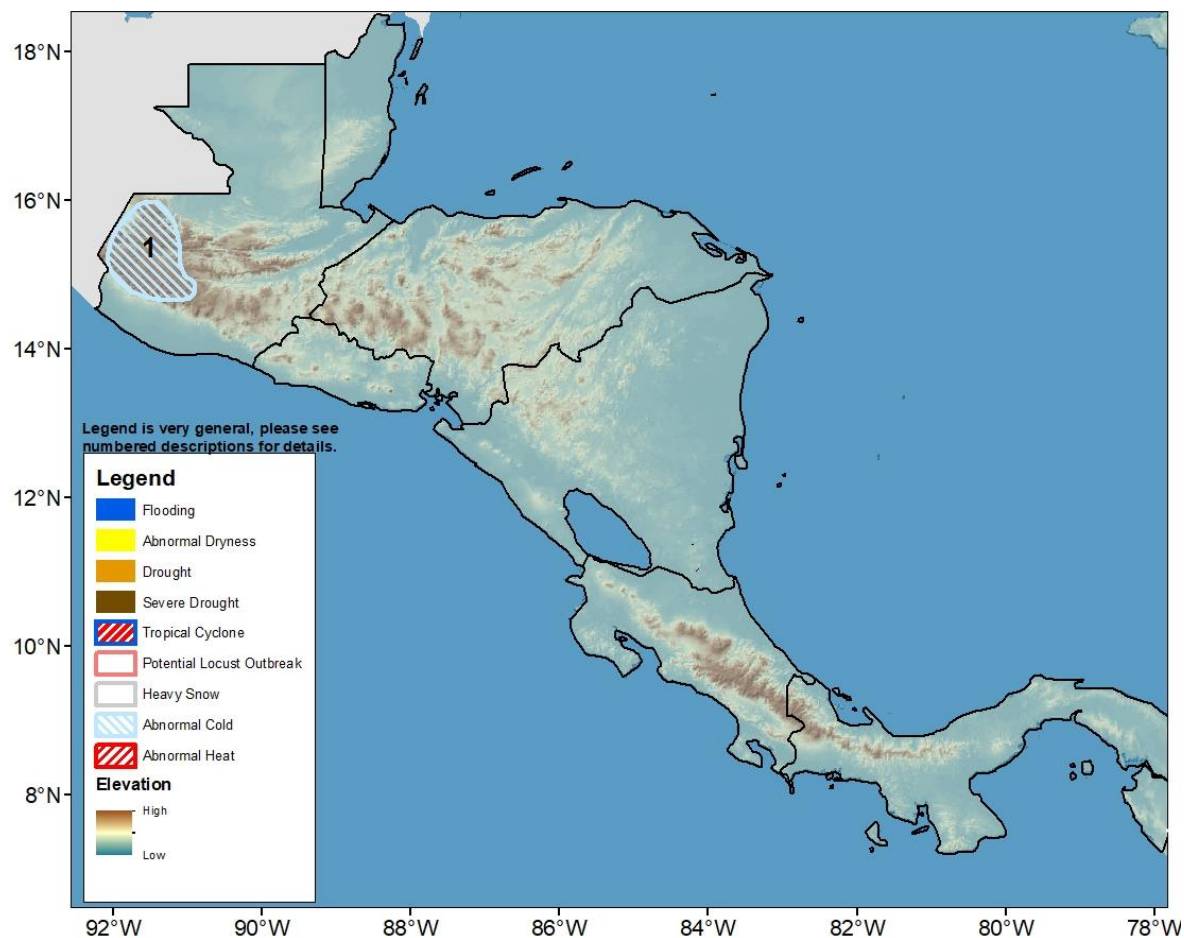 18°N
16°N
14°N
12°N
10°N
8°N
1
Legend is very general, please see
numbered descriptions for details.
Legend
Flooding
Abnormal Dryness
Drought
Severe Drought
Tropical Cyclone
Potential Locust Outbreak
Heavy Snow
Abnormal Cold
Abnormal Heat
Elevation
High
Low
92°W 90°W 88°W 86°W 84°W 82°W 80°W 78°W